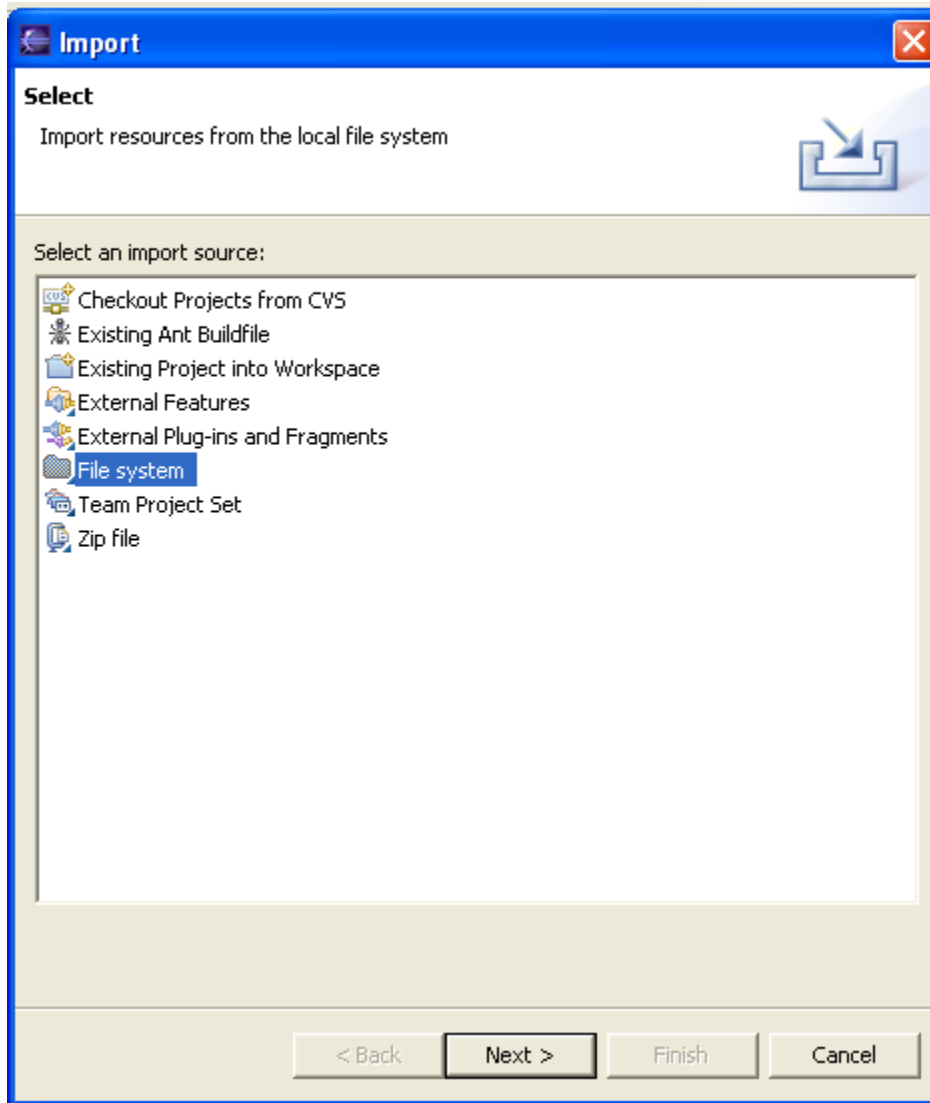 Import
Select
Import resources from the local file system
Select an import source:
CVS
Checkout Projects from CVS
Existing Ant Buildfile
Existing Project into Workspace
External Features
External Plug-ins and Fragments
File system
Team Project Set
Zip file
< Back
Next >
Finish
Cancel